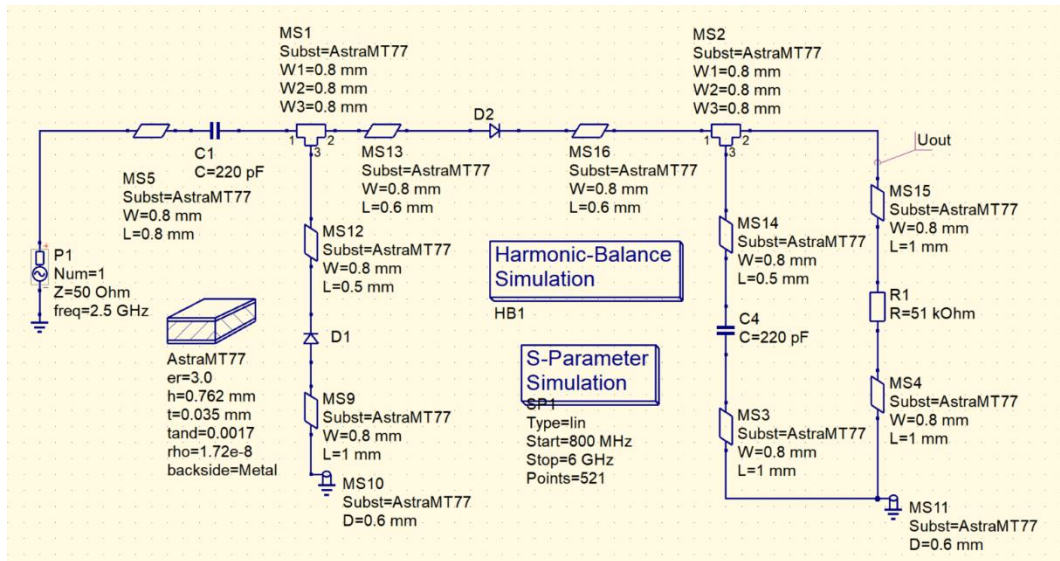 MS1
Subst=AstraMT77
W1=0.8 mm
W2=0.8 mm
W3=0.8 mm
MS2
Subst=AstraMT77
W1=0.8 mm
W2=0.8 mm
W3=0.8 mm
D2
1
2
3
1
2
3
C1
C=220 pF
MS5
Subst=AstraMT77
W=0.8 mm
L=0.8 mm
MS13
Subst=AstraMT77
W=0.8 mm
L=0.6 mm
MS16
Subst=AstraMT77
W=0.8 mm
L=0.6 mm
Uout
MS15
Subst=AstraMT77
W=0.8 mm
L=1 mm
MS12
Subst=AstraMT77
W=0.8 mm
L=0.5 mm
MS14
Subst=AstraMT77
W=0.8 mm
L=0.5 mm
P1
Num=1
Z=50 Ohm
freq=2.5 GHz
Harmonic-Balance
Simulation
HB1
R1
R=51 kOhm
D1
C4
C=220 pF
AstraMT77
er=3.0
h=0.762 mm
t=0.035 mm
tand=0.0017
rho=1.72e-8
backside=Metal
S-Parameter
Simulation
SP1
Type=lin
Start=800 MHz
Stop=6 GHz
Points=521
MS9
Subst=AstraMT77
W=0.8 mm
L=1 mm
MS3
Subst=AstraMT77
W=0.8 mm
L=1 mm
MS4
Subst=AstraMT77
W=0.8 mm
L=1 mm
MS10
Subst=AstraMT77
D=0.6 mm
MS11
Subst=AstraMT77
D=0.6 mm